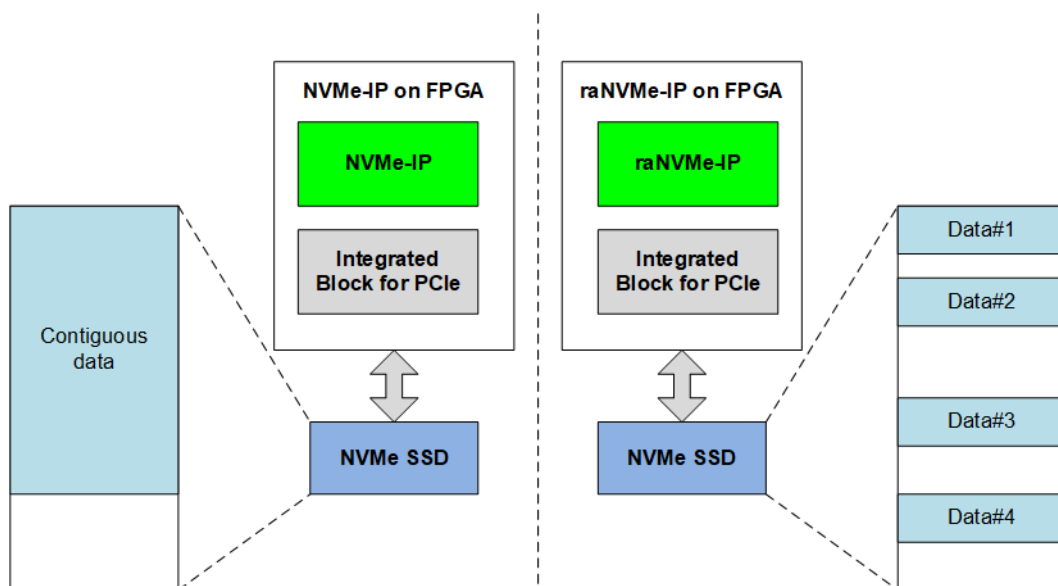 NVMe-IP on FPGA
NVMe-IP
Integrated
Block for PCIe
Contiguous
data
NVMe SSD
raNVMe-IP on FPGA
raNVMe-IP
Integrated
Block for PCIe
NVMe SSD
Data#1
Data#2
Data#3
Data#4